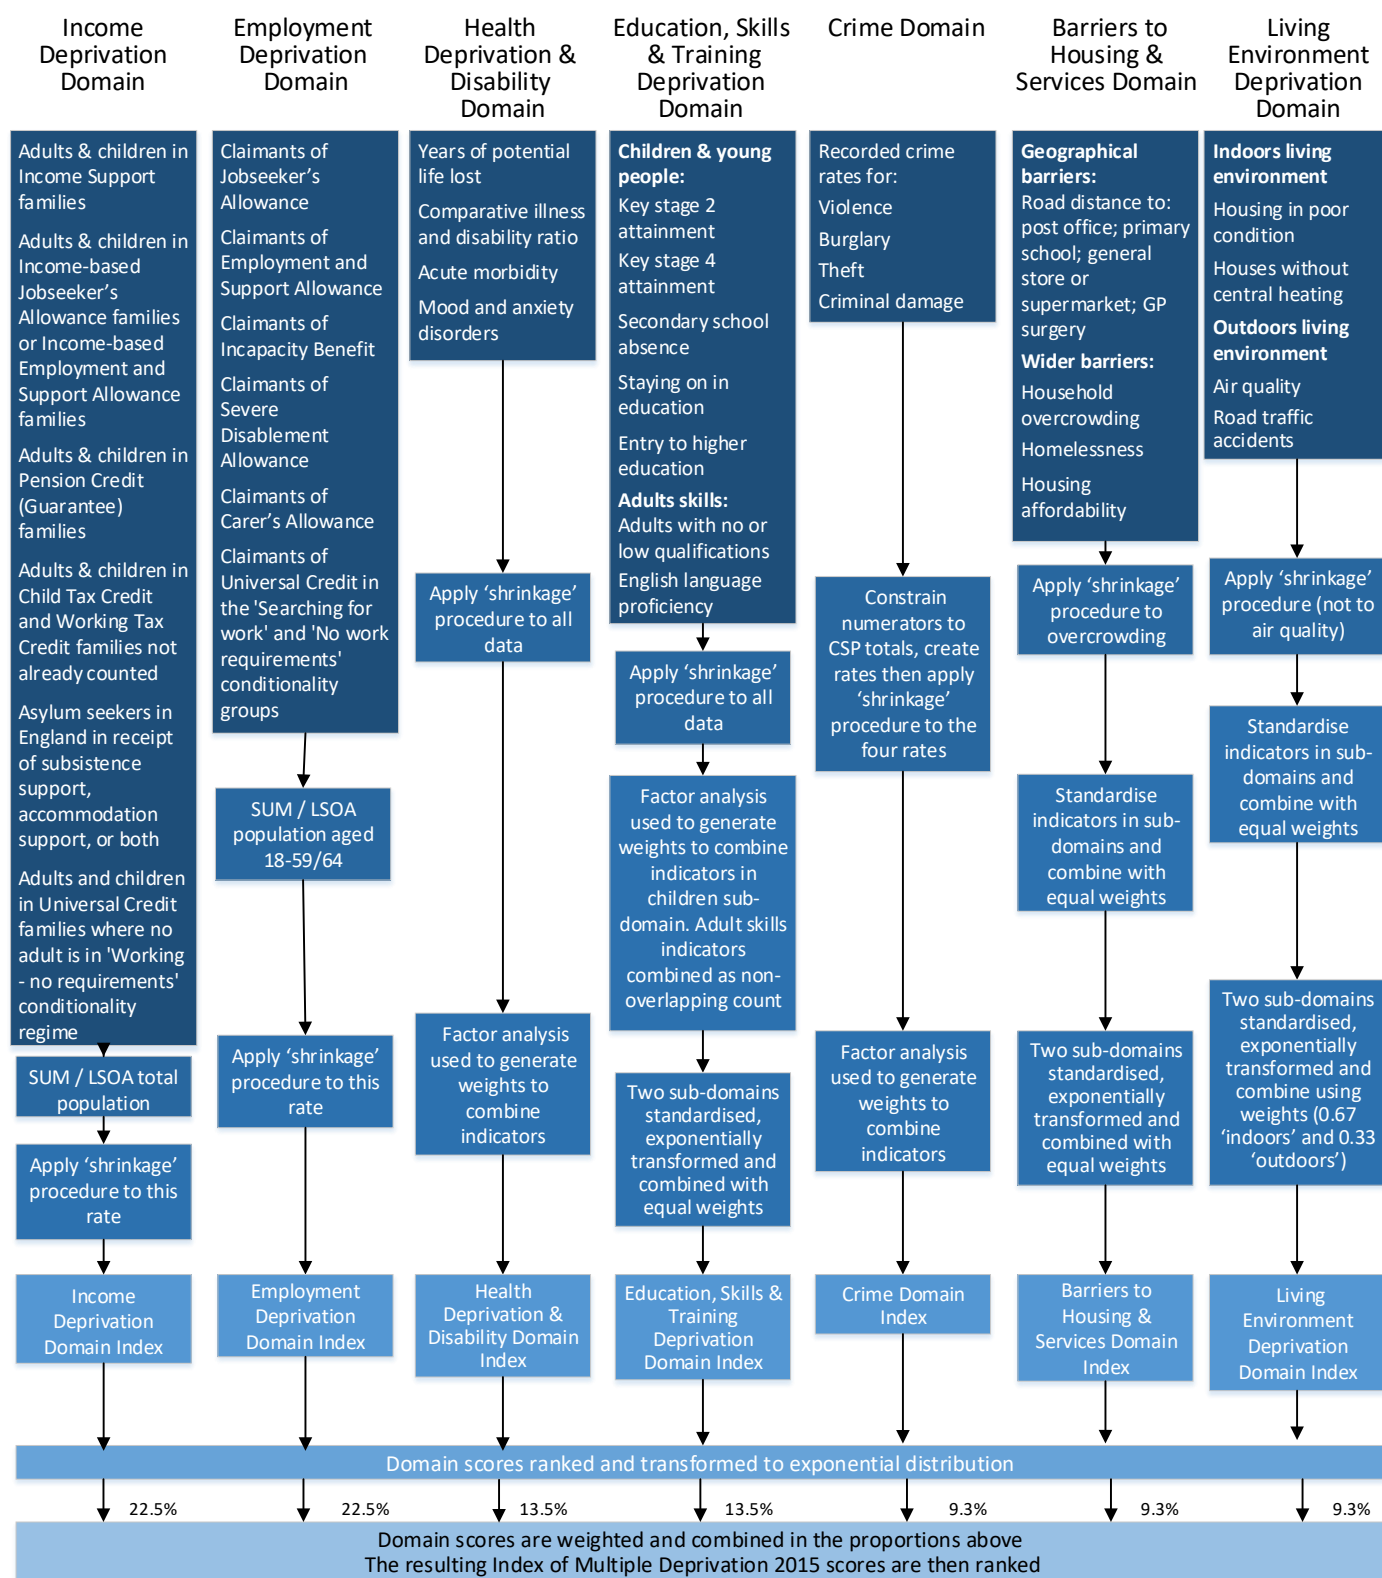 Income
Deprivation
Domain
Adults & children in
Income Support
families
Adults & children in
Income-based
Jobseeker's
Allowance families
or Income-based
Employment and
Support Allowance
families
Adults & children in
Pension Credit
(Guarantee)
families
Adults & children in
Child Tax Credit
and Working Tax
Credit families not
already counted
Asylum seekers in
England in receipt
of subsistence
support,
accommodation
support, or both
Adults and children
in Universal Credit
families where no
adult is in 'Working
- no requirements'
conditionality
regime
SUM / LSOA total
population
Apply ‘shrinkage’
procedure to this
rate
Income
Deprivation
Domain Index
Employment
Deprivation
Domain
Claimants of
Jobseeker’s
Allowance
Claimants of
Employment and
Support Allowance
Claimants of
Incapacity Benefit
Claimants of
Severe
Disablement
Allowance
Claimants of
Carer’s Allowance
Claimants of
Universal Credit in
the 'Searching for
work' and 'No work
requirements'
conditionality
groups
SUM / LSOA
population aged
18-59/64
Apply ‘shrinkage’
procedure to this
rate
Employment
Deprivation
Domain Index
Health
Deprivation &
Disability
Domain
Years of potential
life lost
Comparative illness
and disability ratio
Acute morbidity
Mood and anxiety
disorders
Apply ‘shrinkage’
procedure to all
data
Factor analysis
used to generate
weights to
combine
indicators
Health
Deprivation &
Disability Domain
Index
Education, Skills
& Training
Deprivation
Domain
Children & young
people:
Key stage 2
attainment
Key stage 4
attainment
Secondary school
absence
Staying on in
education
Entry to higher
education
Adults skills:
Adults with no or
low qualifications
English language
proficiency
Apply ‘shrinkage’
procedure to all
data
Factor analysis
used to generate
weights to combine
indicators in
children sub-
domain. Adult skills
indicators
combined as non-
overlapping count
Two sub-domains
standardised,
exponentially
transformed and
combined with
equal weights
Education, Skills &
Training
Deprivation
Domain Index
Crime Domain
Recorded crime
rates for:
Violence
Burglary
Theft
Criminal damage
Constrain
numerators to
CSP totals, create
rates then apply
‘shrinkage’
procedure to the
four rates
Factor analysis
used to generate
weights to
combine
indicators
Crime Domain
Index
Barriers to
Housing &
Services Domain
Geographical
barriers:
Road distance to:
post office; primary
school; general
store or
supermarket; GP
surgery
Wider barriers:
Household
overcrowding
Homelessness
Housing
affordability
Apply ‘shrinkage’
procedure to
overcrowding
Standardise
indicators in sub-
domains and
combine with
equal weights
Two sub-domains
standardised,
exponentially
transformed and
combined with
equal weights
Barriers to
Housing &
Services Domain
Index
Living
Environment
Deprivation
Domain
Indoors living
environment
Housing in poor
condition
Houses without
central heating
Outdoors living
environment
Air quality
Road traffic
accidents
Apply ‘shrinkage’
procedure (not to
air quality)
Standardise
indicators in sub-
domains and
combine with
equal weights
Two sub-domains
standardised,
exponentially
transformed and
combine using
weights (0.67
‘indoors’ and 0.33
‘outdoors’)
Living
Environment
Deprivation
Domain Index
Domain scores ranked and transformed to exponential distribution
22.5% 22.5% 13.5% 13.5% 9.3% 9.3% 9.3%
Domain scores are weighted and combined in the proportions above
The resulting Index of Multiple Deprivation 2015 scores are then ranked